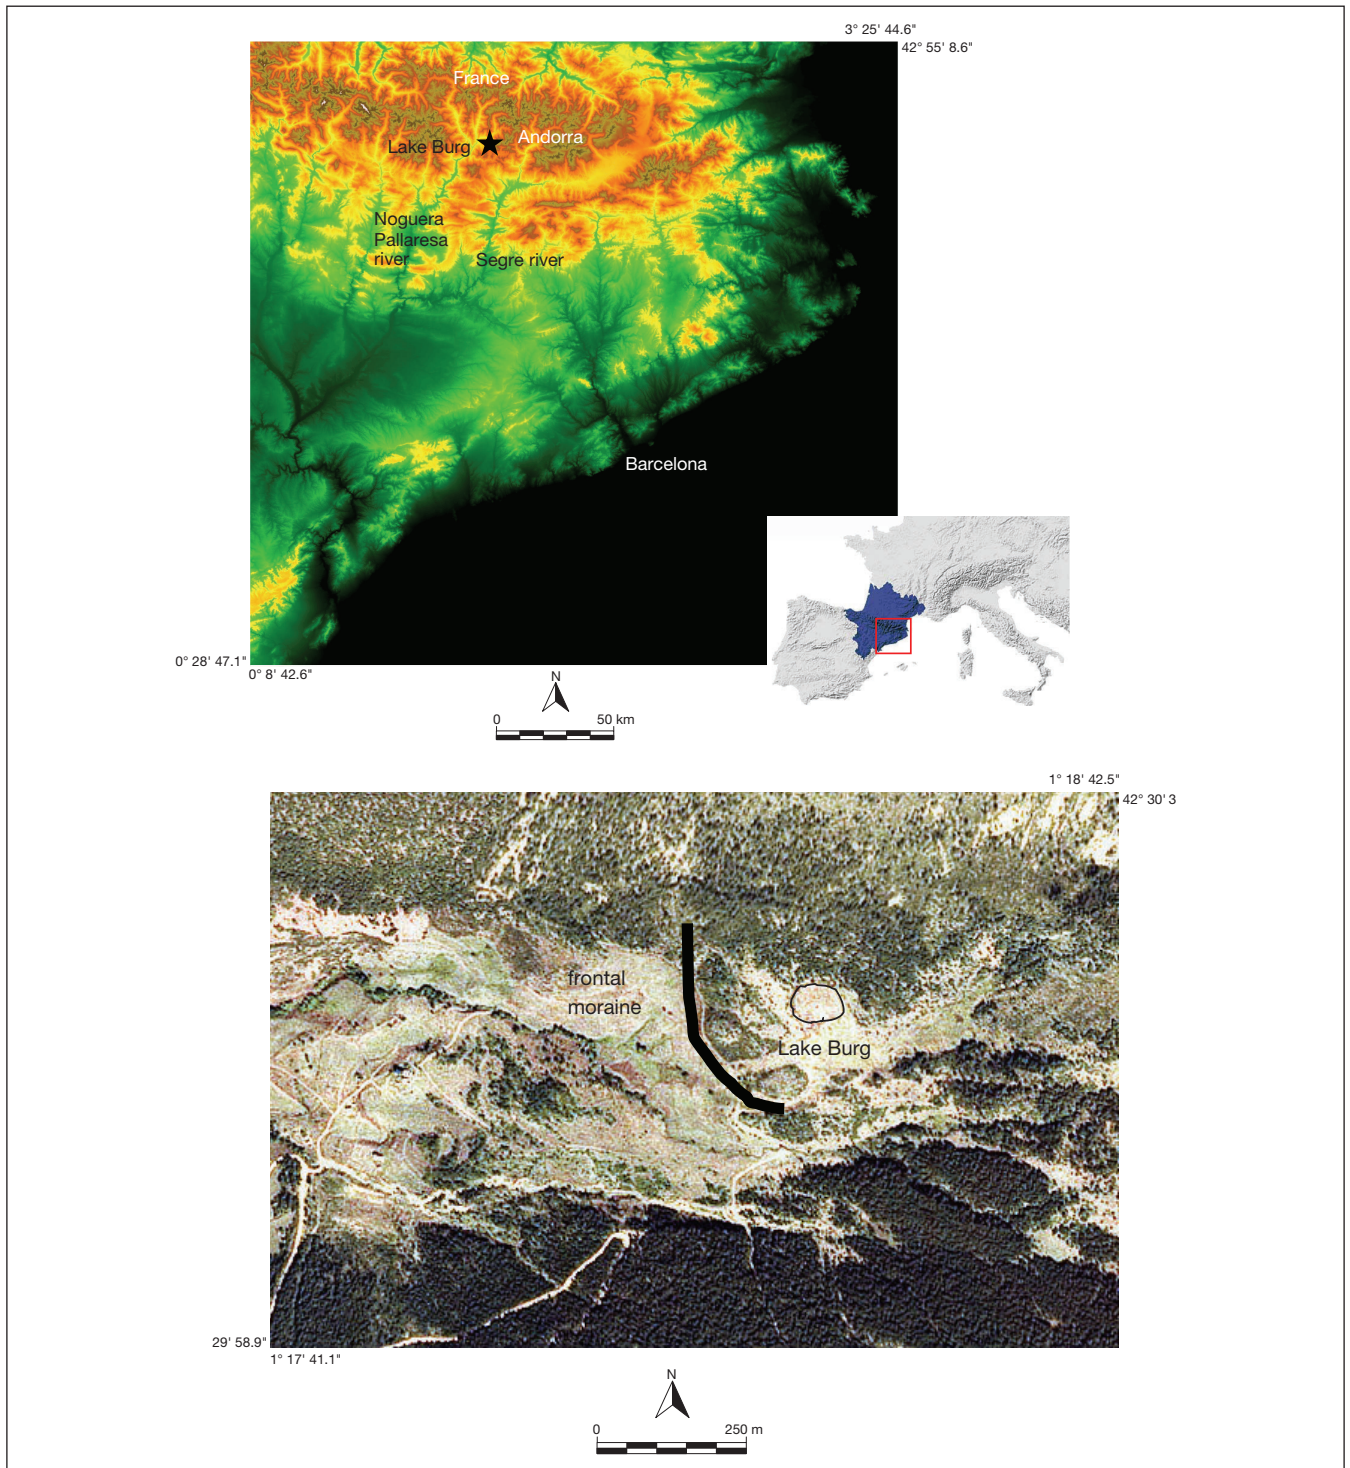 3° 25' 44.6"
42° 55' 8.6"
France
Andorra
Lake Burg
Noguera
Pallaresa
river
Segre river
Barcelona
0° 28' 47.1"
0° 8' 42.6"
N
0 50 km
1° 18' 42.5"
42° 30' 3
frontal
moraine
Lake Burg
29' 58.9"
1° 17' 41.1"
N
0 250 m